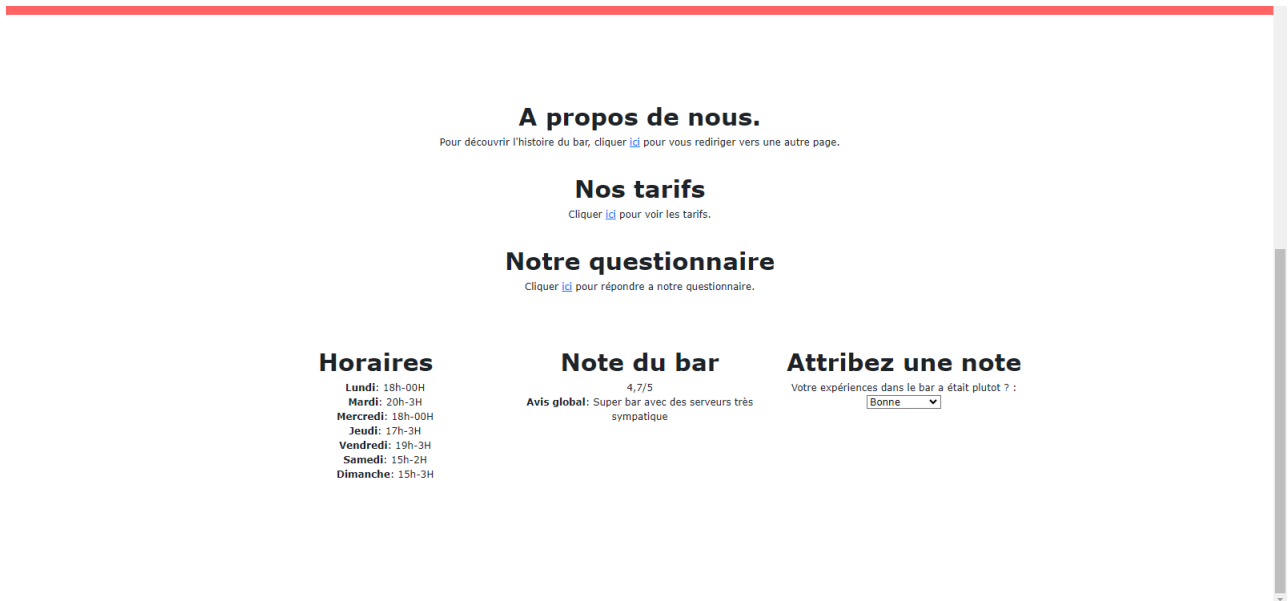 A propos de nous.
Pour découvrir l'histoire du bar, cliquer ici pour vous rediriger vers une autre page.
Nos tarifs
Cliquer ici pour voir les tarifs.
Notre questionnaire
Cliquer ici pour répondre a notre questionnaire.
Horaires
Lundi: 18h-00H
Mardi: 20h-3H
Mercredi: 18h-00H
Jeudi: 17h-3H
Vendredi: 19h-3H
Samedi: 15h-2H
Dimanche: 15h-3H
Note du bar
4,7/5
Avis global: Super bar avec des serveurs très
sympatique
Attribez une note
Votre expériences dans le bar a était plutot ? :
Bonne